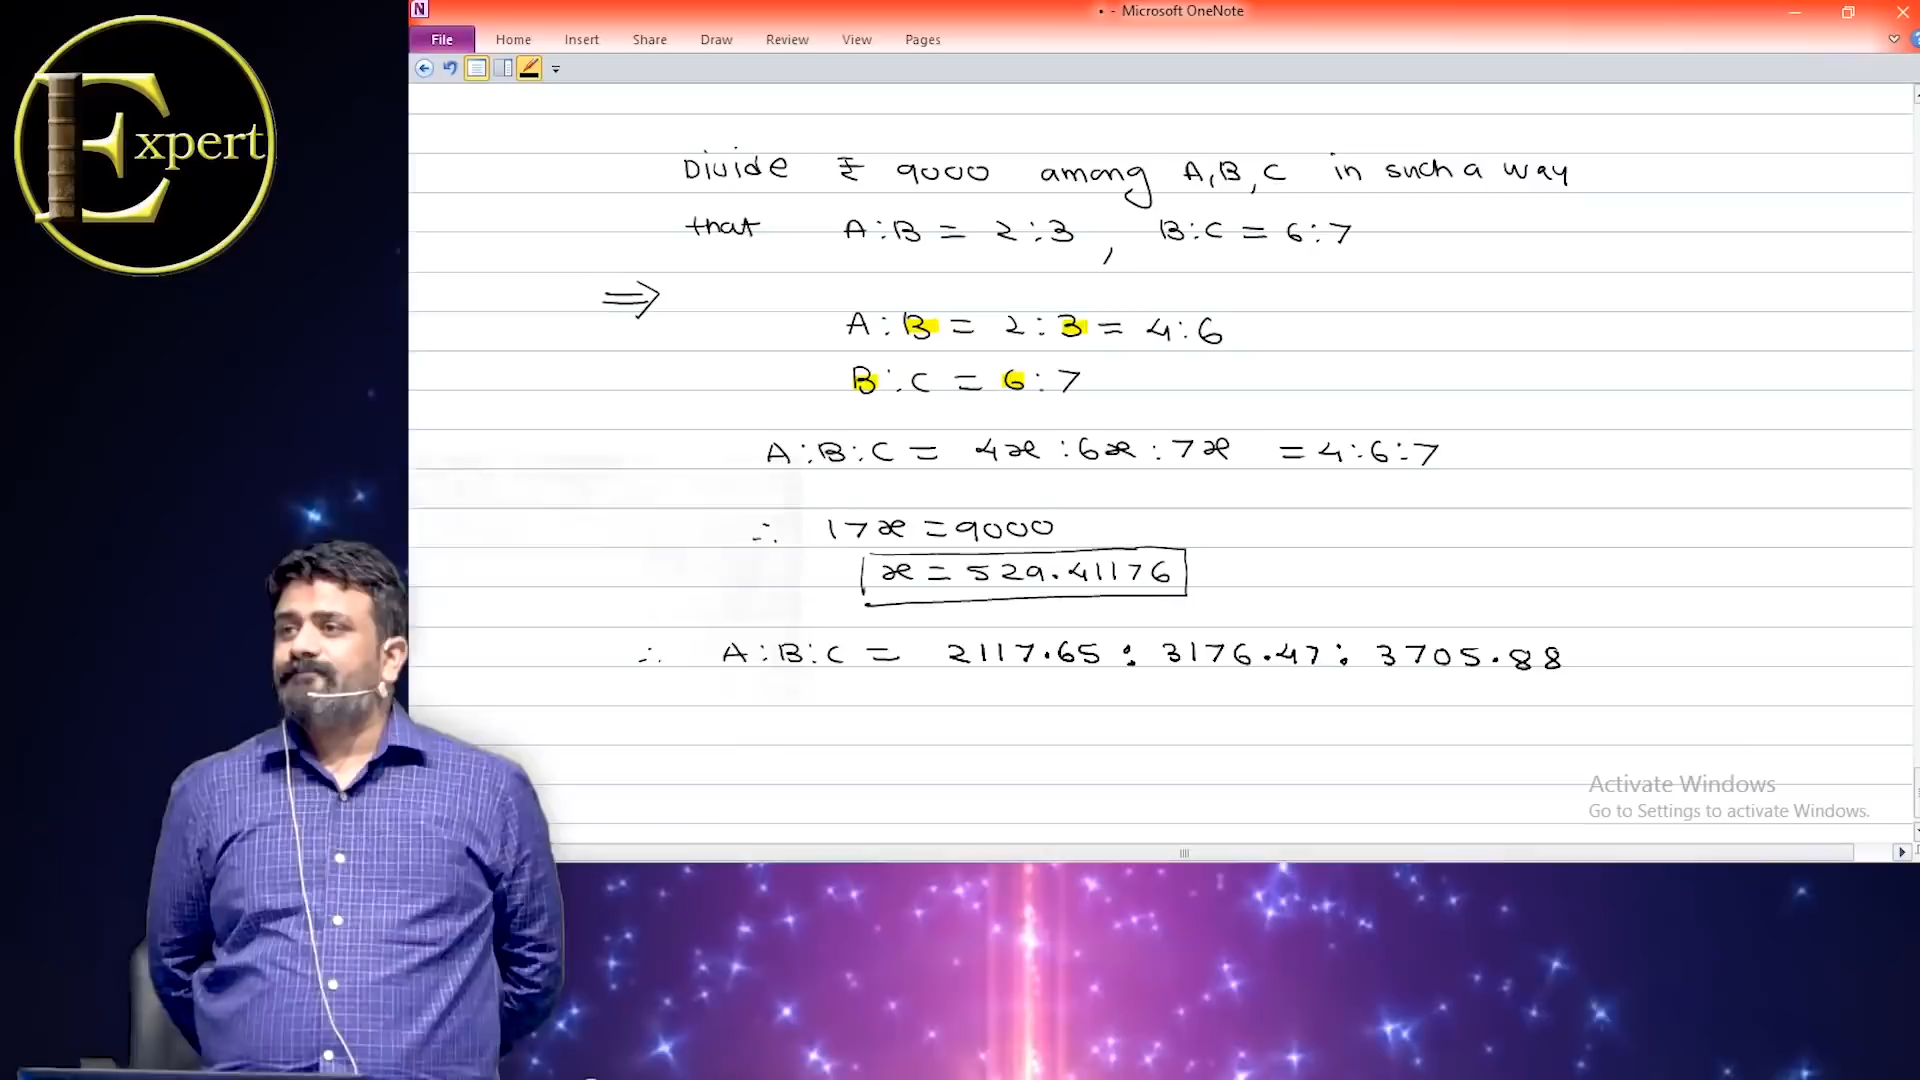 Expert
Microsoft OneNote
File Home Insert Share Draw Review View Pages
Divide ₹ 9000 among A, B, C in such a way
that A:B = 2:3, B:C = 6:7
⇒
A:B = 2:3 = 4:6
B:C = 6:7
A:B:C = 4x:6x:7x = 4:6:7
∴ 17x = 9000
x = 529.41176
∴ A:B:C = 2117.65 : 3176.47 : 3705.88
Activate Windows
Go to Settings to activate Windows.